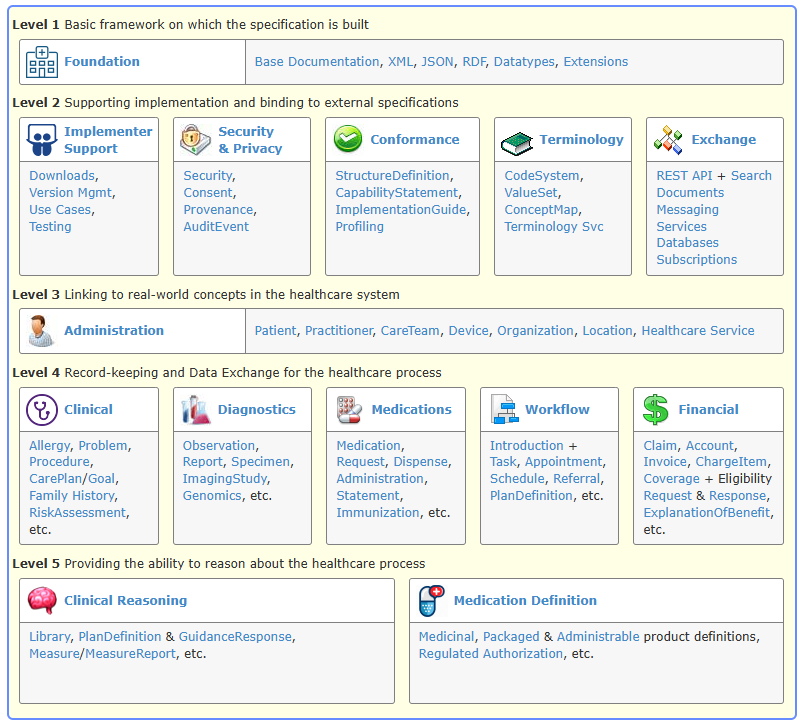 Level 1 Basic framework on which the specification is built
Foundation
Base Documentation, XML, JSON, RDF, Datatypes, Extensions
Level 2 Supporting implementation and binding to external specifications
Implementer
Support
Downloads,
Version Mgmt,
Use Cases,
Testing
Security
& Privacy
Security,
Consent,
Provenance,
AuditEvent
Conformance
StructureDefinition,
CapabilityStatement,
ImplementationGuide,
Profiling
Terminology
CodeSystem,
ValueSet,
ConceptMap,
Terminology Svc
Exchange
REST API + Search
Documents
Messaging
Services
Databases
Subscriptions
Level 3 Linking to real-world concepts in the healthcare system
Administration
Patient, Practitioner, CareTeam, Device, Organization, Location, Healthcare Service
Level 4 Record-keeping and Data Exchange for the healthcare process
Clinical
Allergy, Problem,
Procedure,
CarePlan/Goal,
Family History,
RiskAssessment,
etc.
Diagnostics
Observation,
Report, Specimen,
ImagingStudy,
Genomics, etc.
Medications
Medication,
Request, Dispense,
Administration,
Statement,
Immunization, etc.
Workflow
Introduction +
Task, Appointment,
Schedule, Referral,
PlanDefinition, etc.
Financial
Claim, Account,
Invoice, ChargeItem,
Coverage + Eligibility
Request & Response,
ExplanationOfBenefit,
etc.
Level 5 Providing the ability to reason about the healthcare process
Clinical Reasoning
Library, PlanDefinition & GuidanceResponse,
Measure/MeasureReport, etc.
Medication Definition
Medicinal, Packaged & Administrable product definitions,
Regulated Authorization, etc.